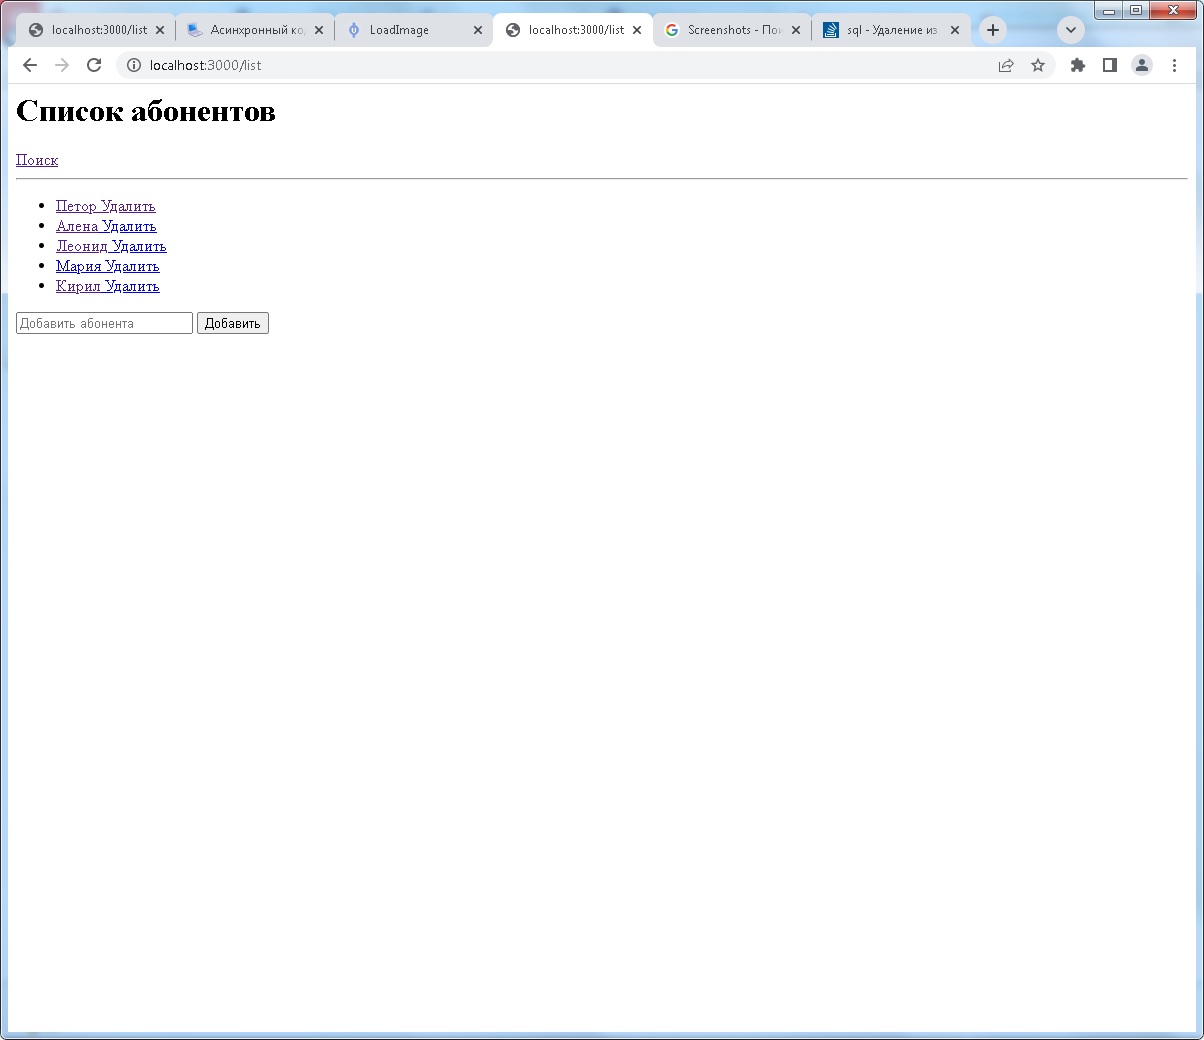 localhost:3000/list
Асинхронный ко
LoadImage
localhost:3000/list
Screenshots - Пои
sql - Удаление из
localhost:3000/list
Список абонентов
Поиск
Петор Удалить
Алена Удалить
Леонид Удалить
Мария Удалить
Кирил Удалить
Добавить абонента Добавить